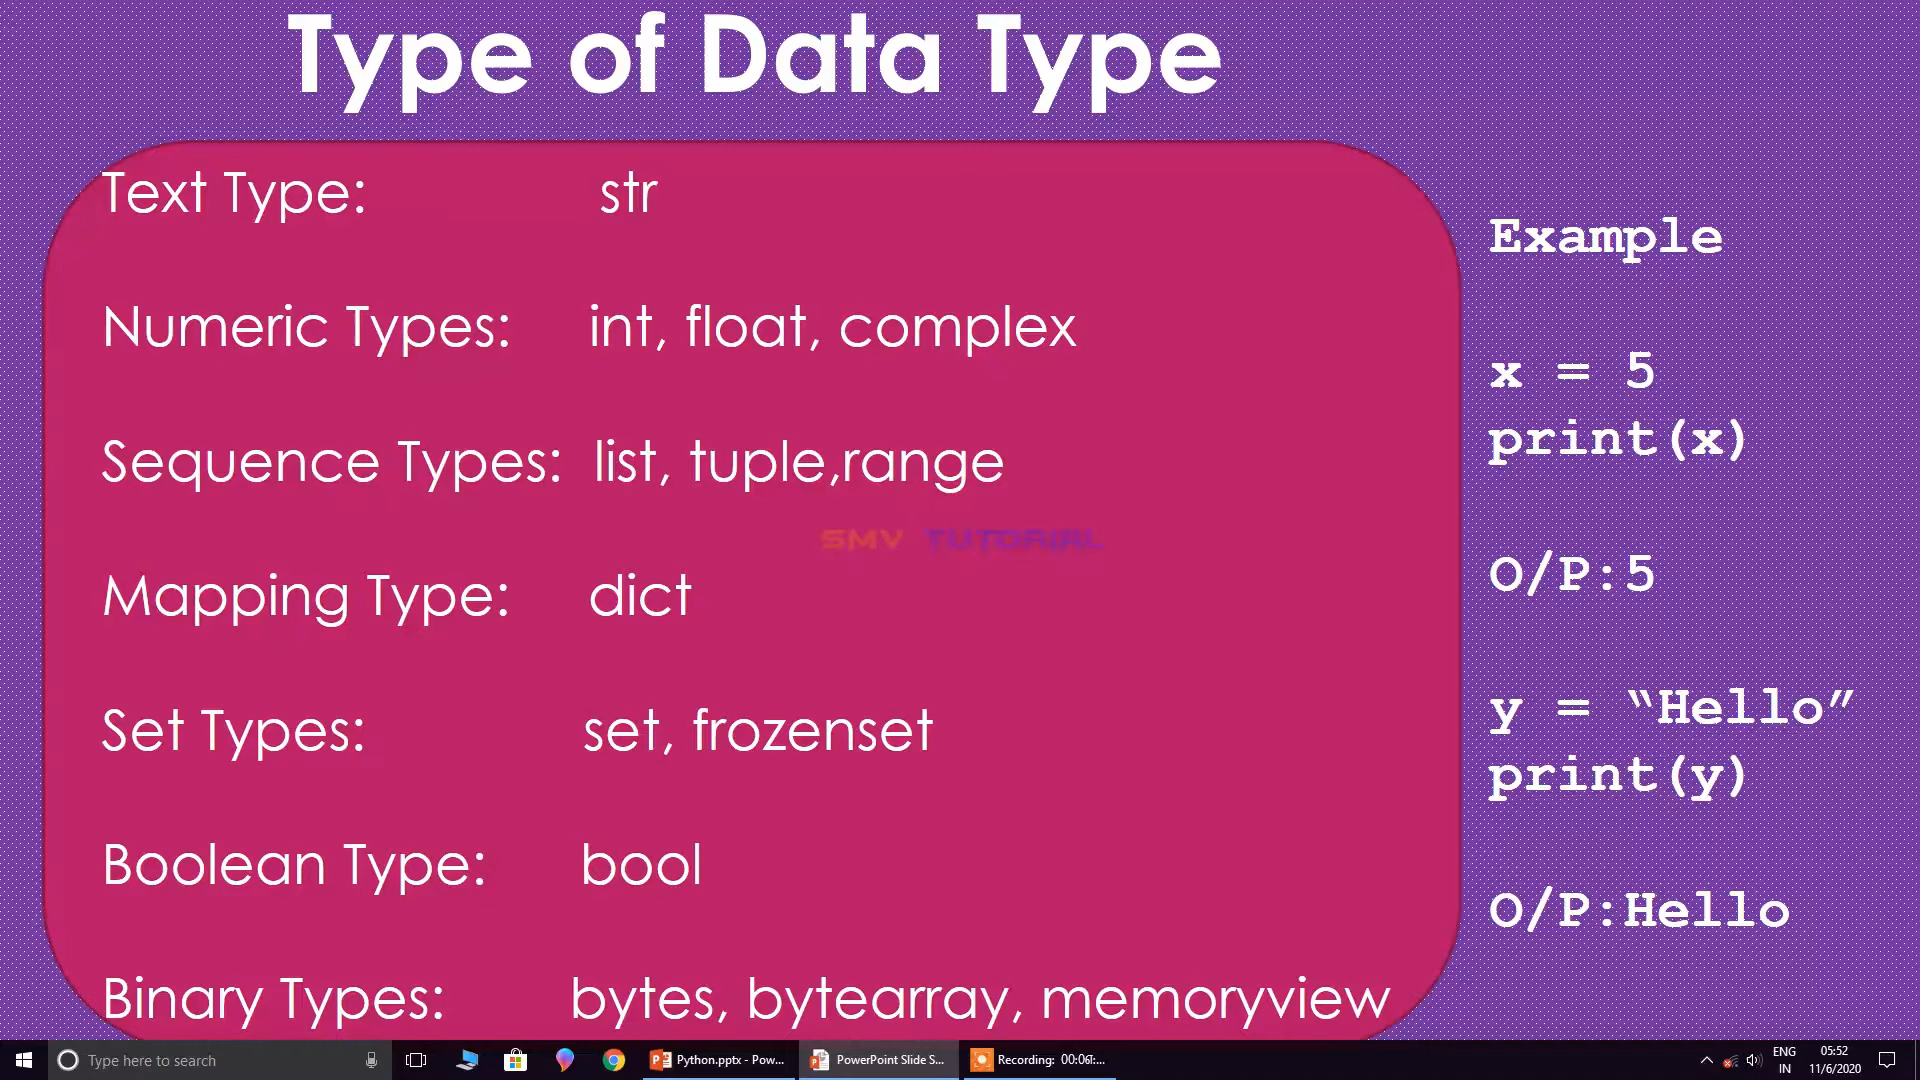 Type of Data Type
Text Type: str
Numeric Types: int, float, complex
Sequence Types: list, tuple,range
Mapping Type: dict
Set Types: set, frozenset
Boolean Type: bool
Binary Types: bytes, bytearray, memoryview
SMV TUTORIAL
Example
x = 5
print(x)
O/P:5
y = “Hello”
print(y)
O/P:Hello
Type here to search
Python.pptx - Pow...
PowerPoint Slide S...
Recording: 
ENG
IN
05:52
11/6/2020